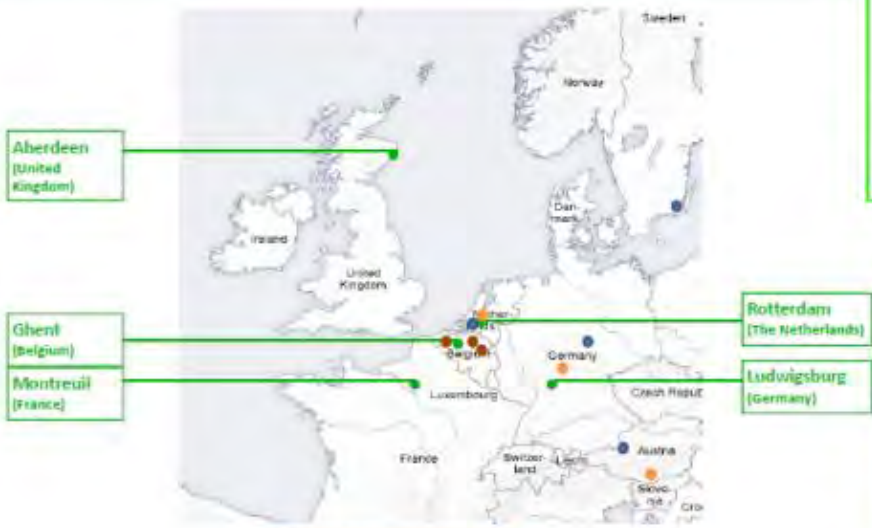 Sweden
Norway
Aberdeen
(United
Kingdom)
Den-
mark
Ireland
United
Kingdom
Rotterdam
(The Netherlands)
Ghent
(Belgium)
Germany
Montreuil
(France)
Luxembourg
Ludwigsburg
(Germany)
Czech Republ
France
Switzer-
land
Austria
Slove-
nia
Cro